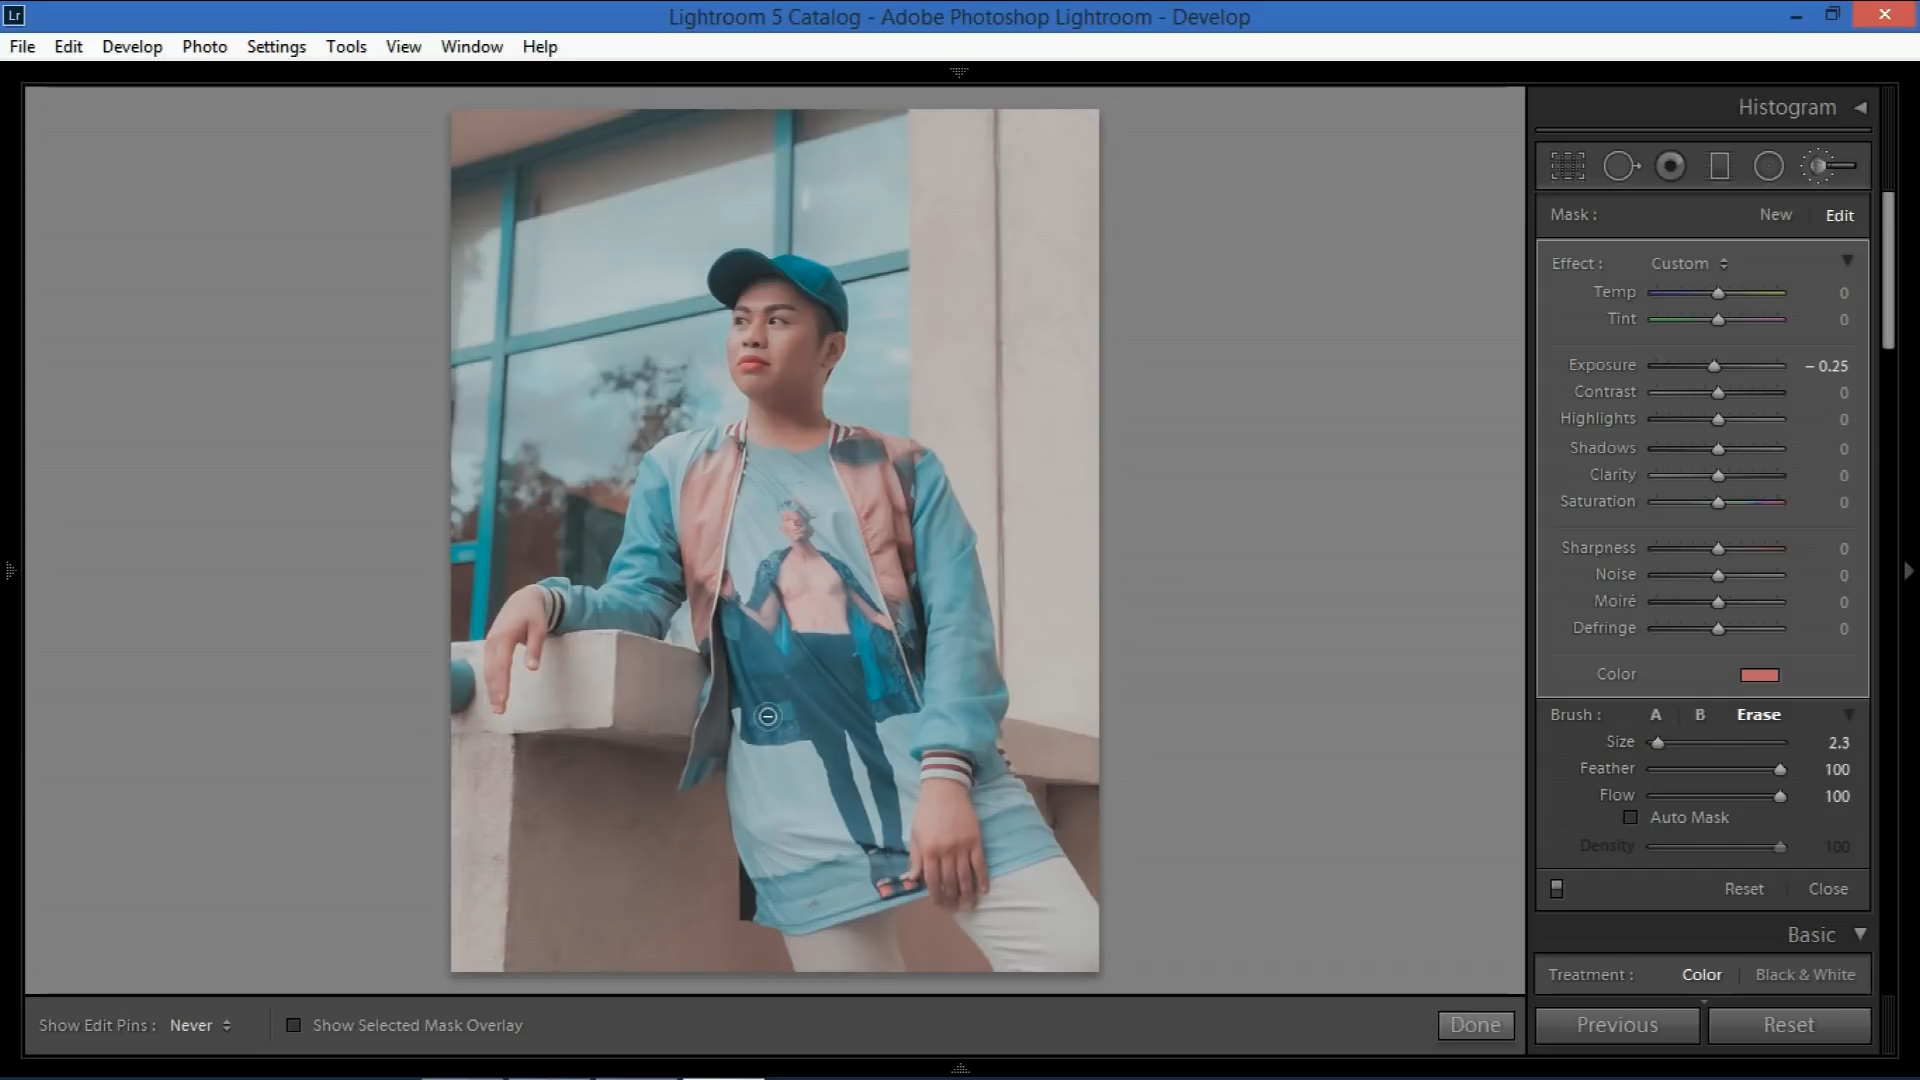 Lr
Lightroom 5 Catalog - Adobe Photoshop Lightroom - Develop
File Edit Develop Photo Settings Tools View Window Help
Histogram
Mask : New Edit
Effect : Custom
Temp 0
Tint 0
Exposure – 0.25
Contrast 0
Highlights 0
Shadows 0
Clarity 0
Saturation 0
Sharpness 0
Noise 0
Moiré 0
Defringe 0
Color
Brush : A B Erase
Size 2.3
Feather 100
Flow 100
Auto Mask
Density 100
Reset Close
Basic
Treatment : Color Black & White
Show Edit Pins : Never Show Selected Mask Overlay Done Previous Reset